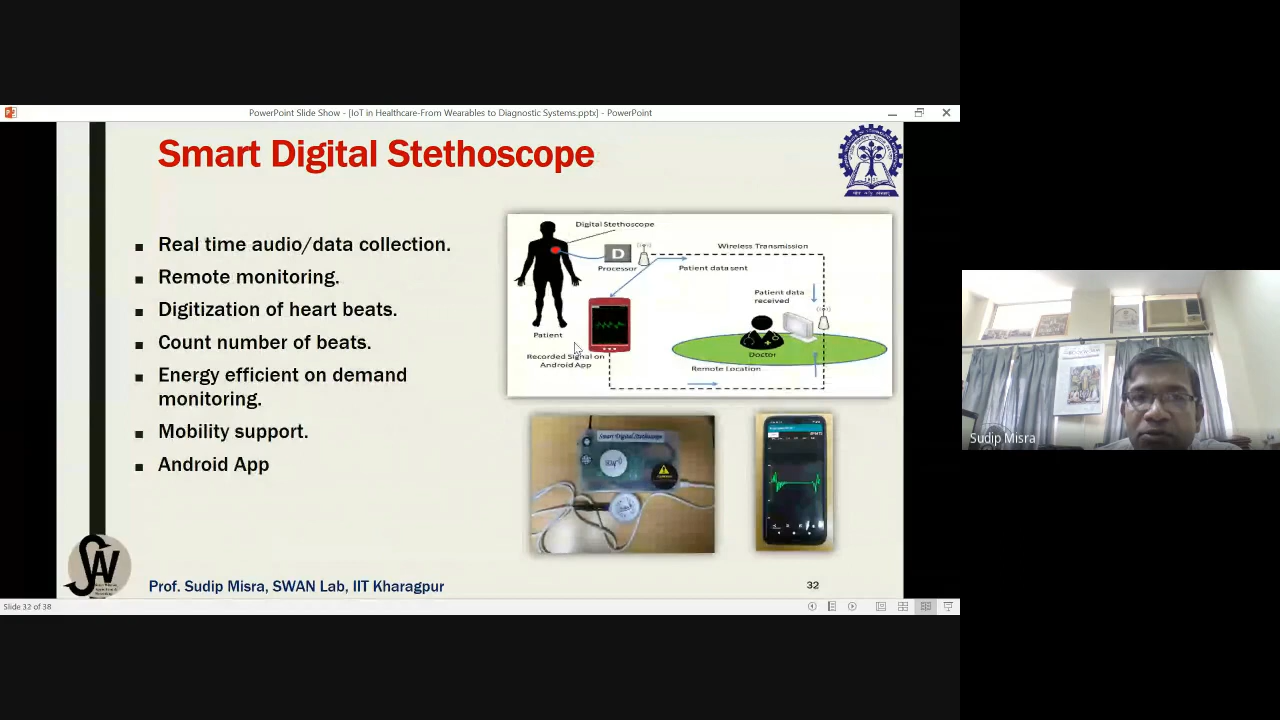 PowerPoint Slide Show - [IoT in Healthcare-From Wearables to Diagnostic Systems.pptx] - PowerPoint
Smart Digital Stethoscope
Real time audio/data collection.
Remote monitoring.
Digitization of heart beats.
Count number of beats.
Energy efficient on demand
monitoring.
Mobility support.
Android App
Digital Stethoscope
D
Processor
Wireless Transmission
Patient data sent
Patient data
received
Patient
Recorded Signal on
Android App
Doctor
Remote Location
Smart Digital Stethoscope
Prof. Sudip Misra, SWAN Lab, IIT Kharagpur
32
Slide 32 of 38
Sudip Misra